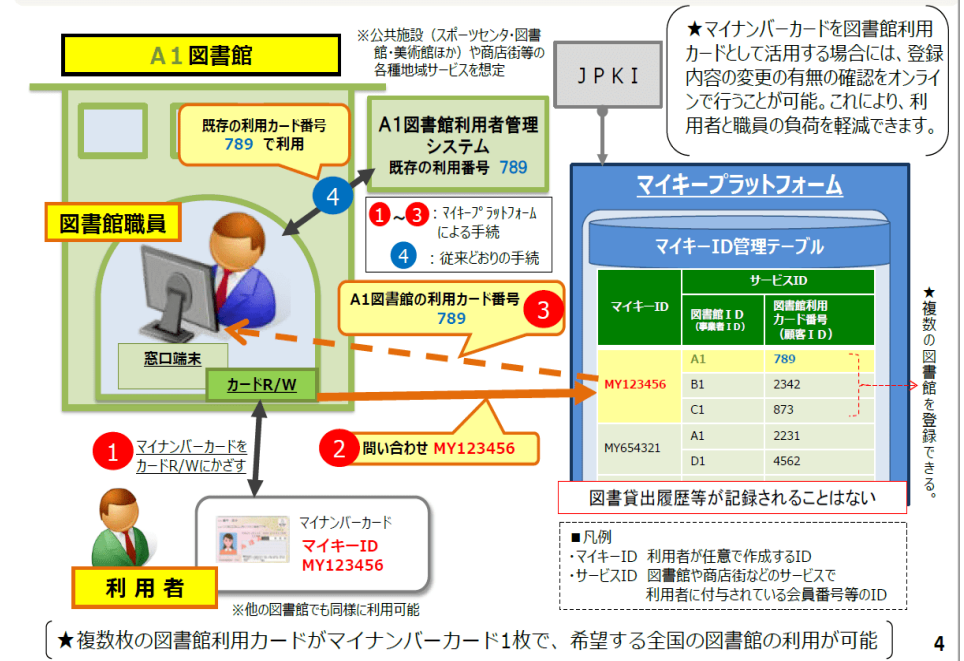 A1図書館
※公共施設（スポーツセンタ・図書
館・美術館ほか）や商店街等の
各種地域サービスを想定
JPKI
★マイナンバーカードを図書館利用
カードとして活用する場合には、登録
内容の変更の有無の確認をオンライ
ンで行うことが可能。これにより、利
用者と職員の負荷を軽減できます。
既存の利用カード番号
789 で利用
A1図書館利用者管理
システム
既存の利用番号 789
4
図書館職員
1～3：マイキープラットフォーム
による手続
4：従来どおりの手続
マイキープラットフォーム
マイキーID管理テーブル
マイキーID
サービスID
図書館ＩＤ
（事業者ＩＤ）
図書館利用
カード番号
（顧客ＩＤ）
MY123456
A1 789
B1 2342
C1 873
MY654321
A1 2231
D1 4562
★複数の図書館を登録できる。
A1図書館の利用カード番号
789
3
窓口端末
カードR/W
1
マイナンバーカードを
カードR/Wにかざす
2
問い合わせ MY123456
図書貸出履歴等が記録されることはない
マイナンバーカード
マイキーID
MY123456
利用者
※他の図書館でも同様に利用可能
■凡例
・マイキーID 利用者が任意で作成するID
・サービスID 図書館や商店街などのサービスで
利用者に付与されている会員番号等のID
★複数枚の図書館利用カードがマイナンバーカード1枚で、希望する全国の図書館の利用が可能
4